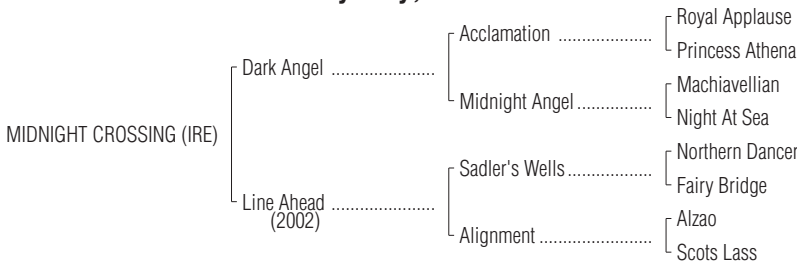 Royal Applause
Acclamation ....................
Princess Athena
Dark Angel ......................
Machiavellian
Midnight Angel................
Night At Sea
MIDNIGHT CROSSING (IRE)
Northern Dancer
Sadler's Wells..................
Fairy Bridge
Line Ahead ......................
(2002)
Alzao
Alignment ........................
Scots Lass